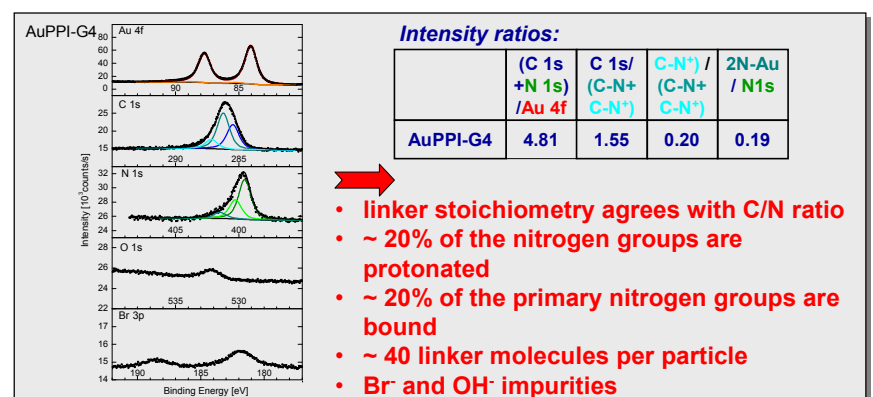 AuPPI-G4
Au 4f
80
60
40
20
0
90 85
C 1s
25
20
15
290 285
N 1s
32
30
28
26
24
405 400
O 1s
28
26
24
22
535 530
Br 3p
17
16
15
14
190 185 180
Intensity [10³counts/s]
Binding Energy [eV]
Intensity ratios:
(C 1s +N 1s) /Au 4f
C 1s/ (C-N+ C-N⁺)
C-N⁺) / (C-N+ C-N⁺)
2N-Au / N1s
AuPPI-G4 4.81 1.55 0.20 0.19
• linker stoichiometry agrees with C/N ratio
• ~ 20% of the nitrogen groups are
protonated
• ~ 20% of the primary nitrogen groups are
bound
• ~ 40 linker molecules per particle
• Br⁻ and OH⁻ impurities